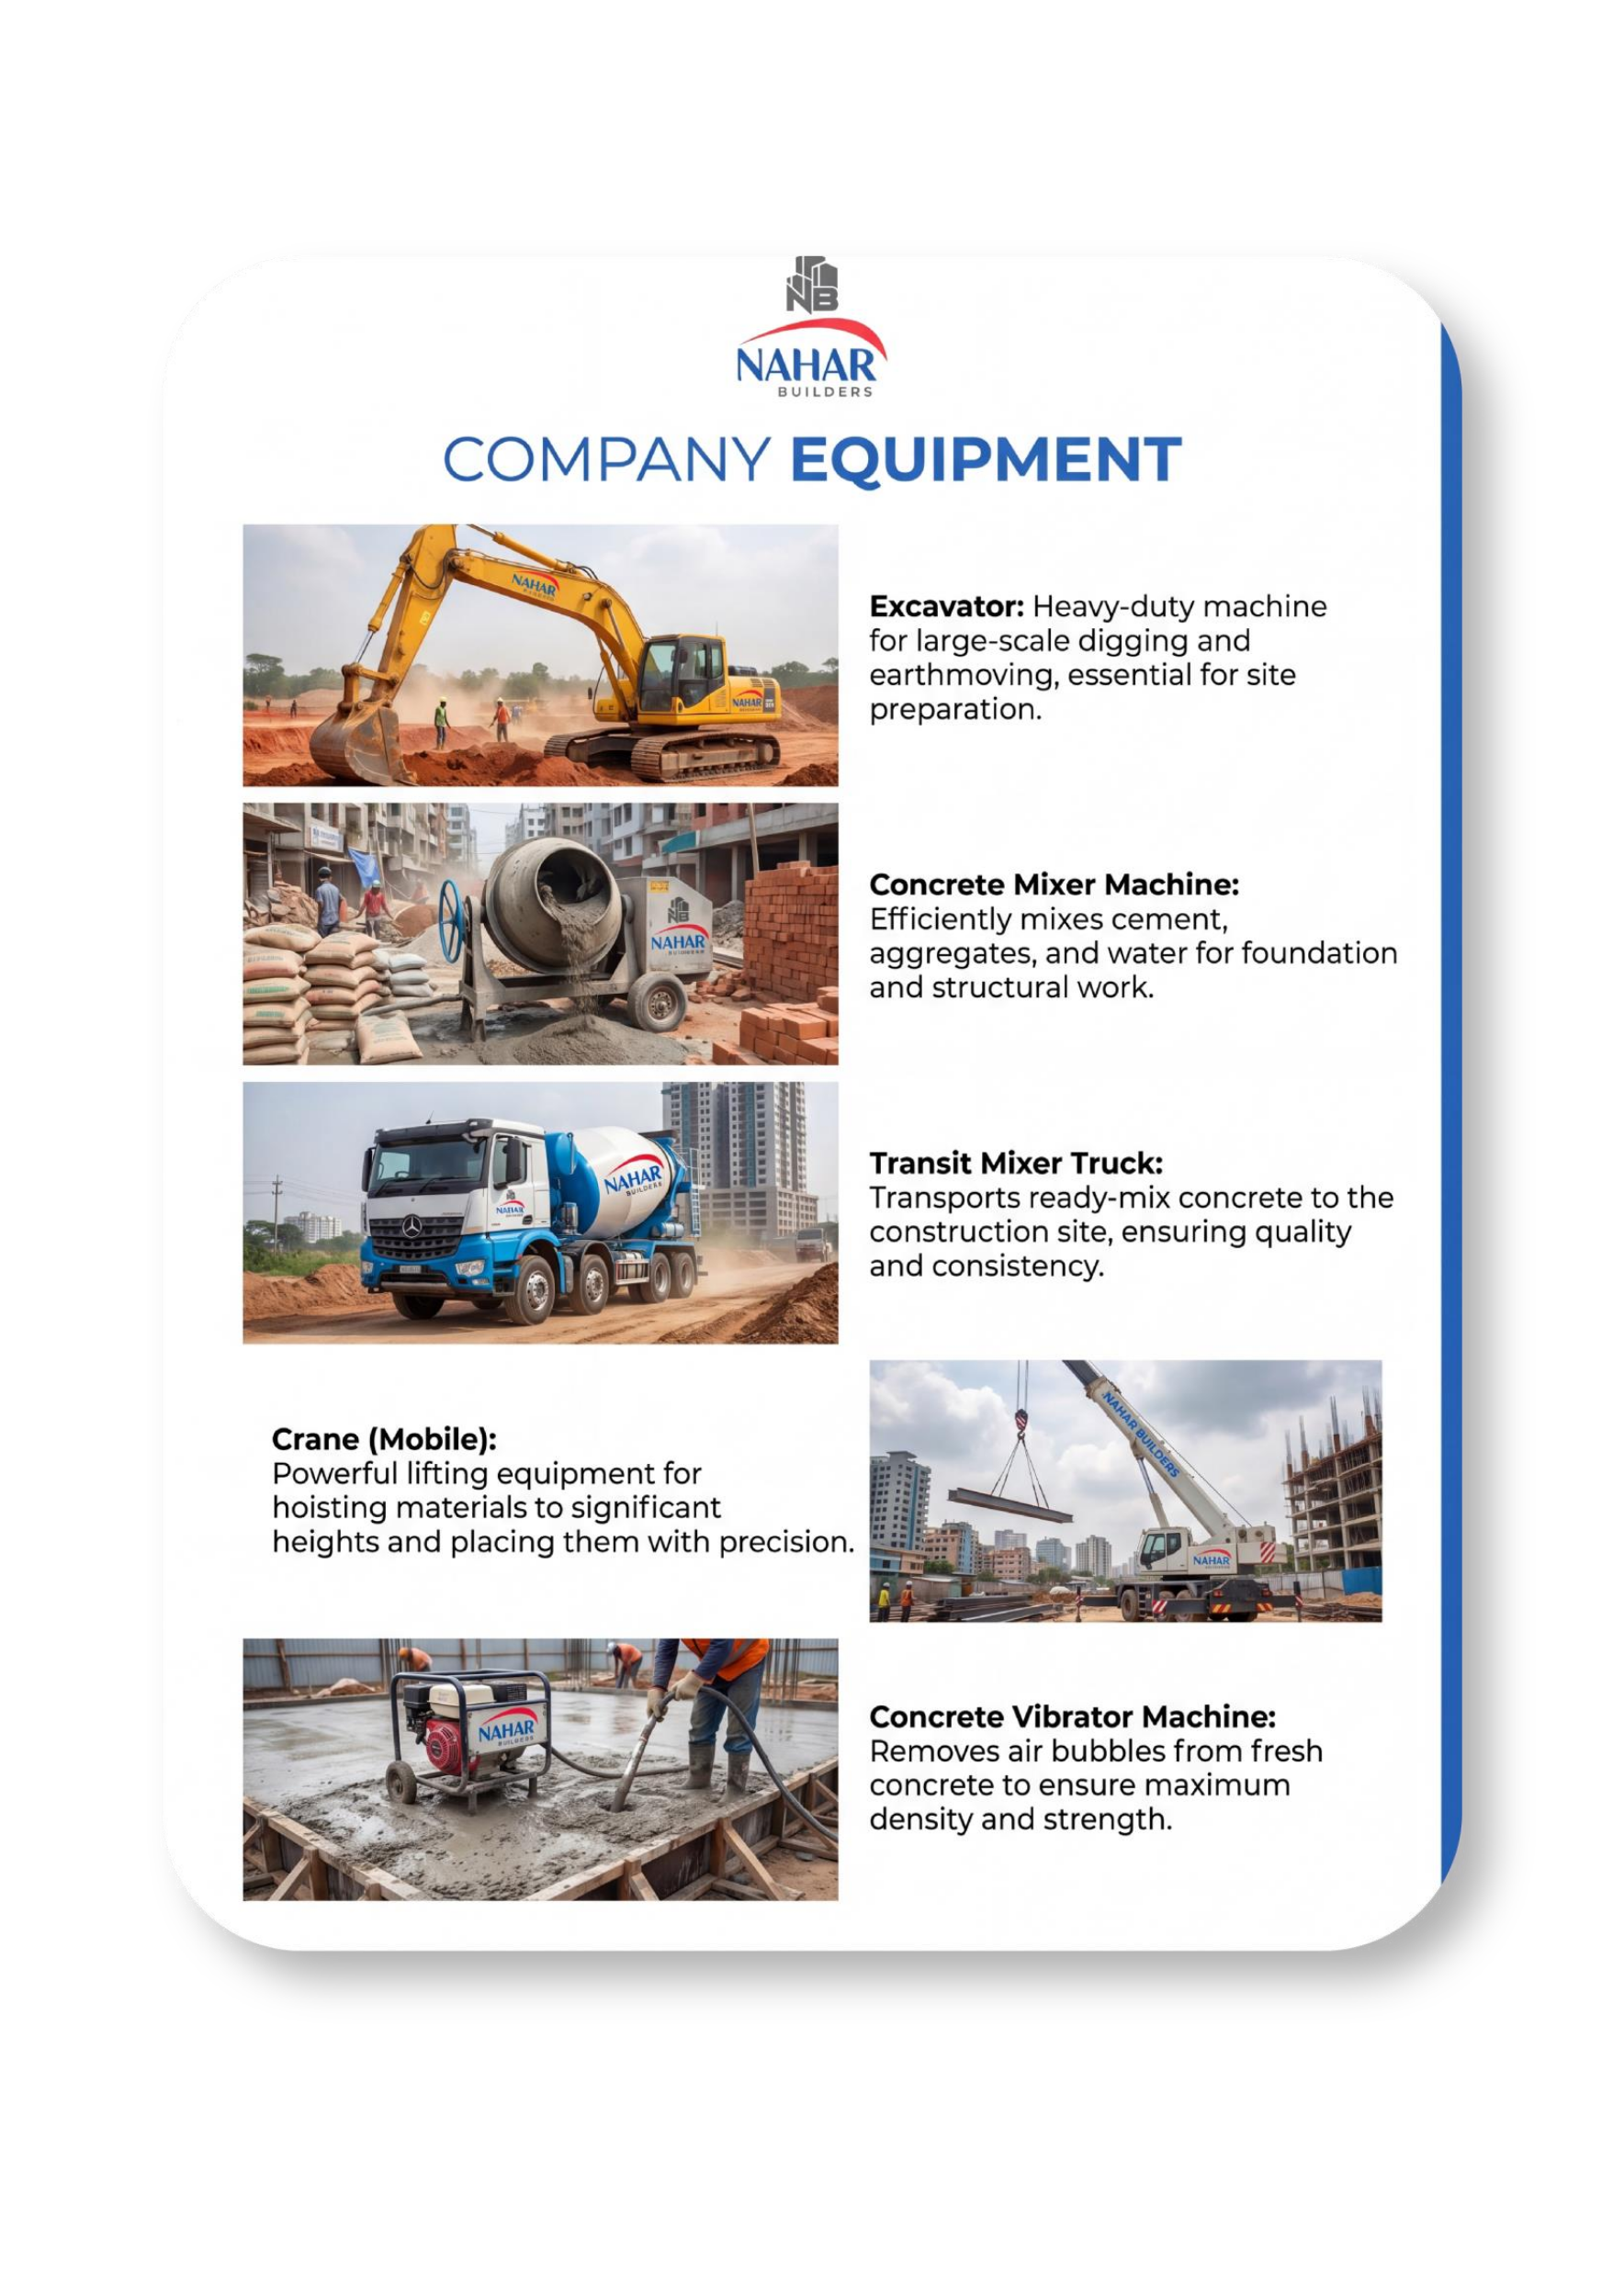 NB
NAHAR
BUILDERS
COMPANY EQUIPMENT
NAHAR
NAHAR
Excavator: Heavy-duty machine
for large-scale digging and
earthmoving, essential for site
preparation.
NB
NAHAR
Concrete Mixer Machine:
Efficiently mixes cement,
aggregates, and water for foundation
and structural work.
NAHAR
BUILDERS
NAHAR
Transit Mixer Truck:
Transports ready-mix concrete to the
construction site, ensuring quality
and consistency.
Crane (Mobile):
Powerful lifting equipment for
hoisting materials to significant
heights and placing them with precision.
NAHAR BUILDERS
NAHAR
NAHAR
BUILDERS
Concrete Vibrator Machine:
Removes air bubbles from fresh
concrete to ensure maximum
density and strength.